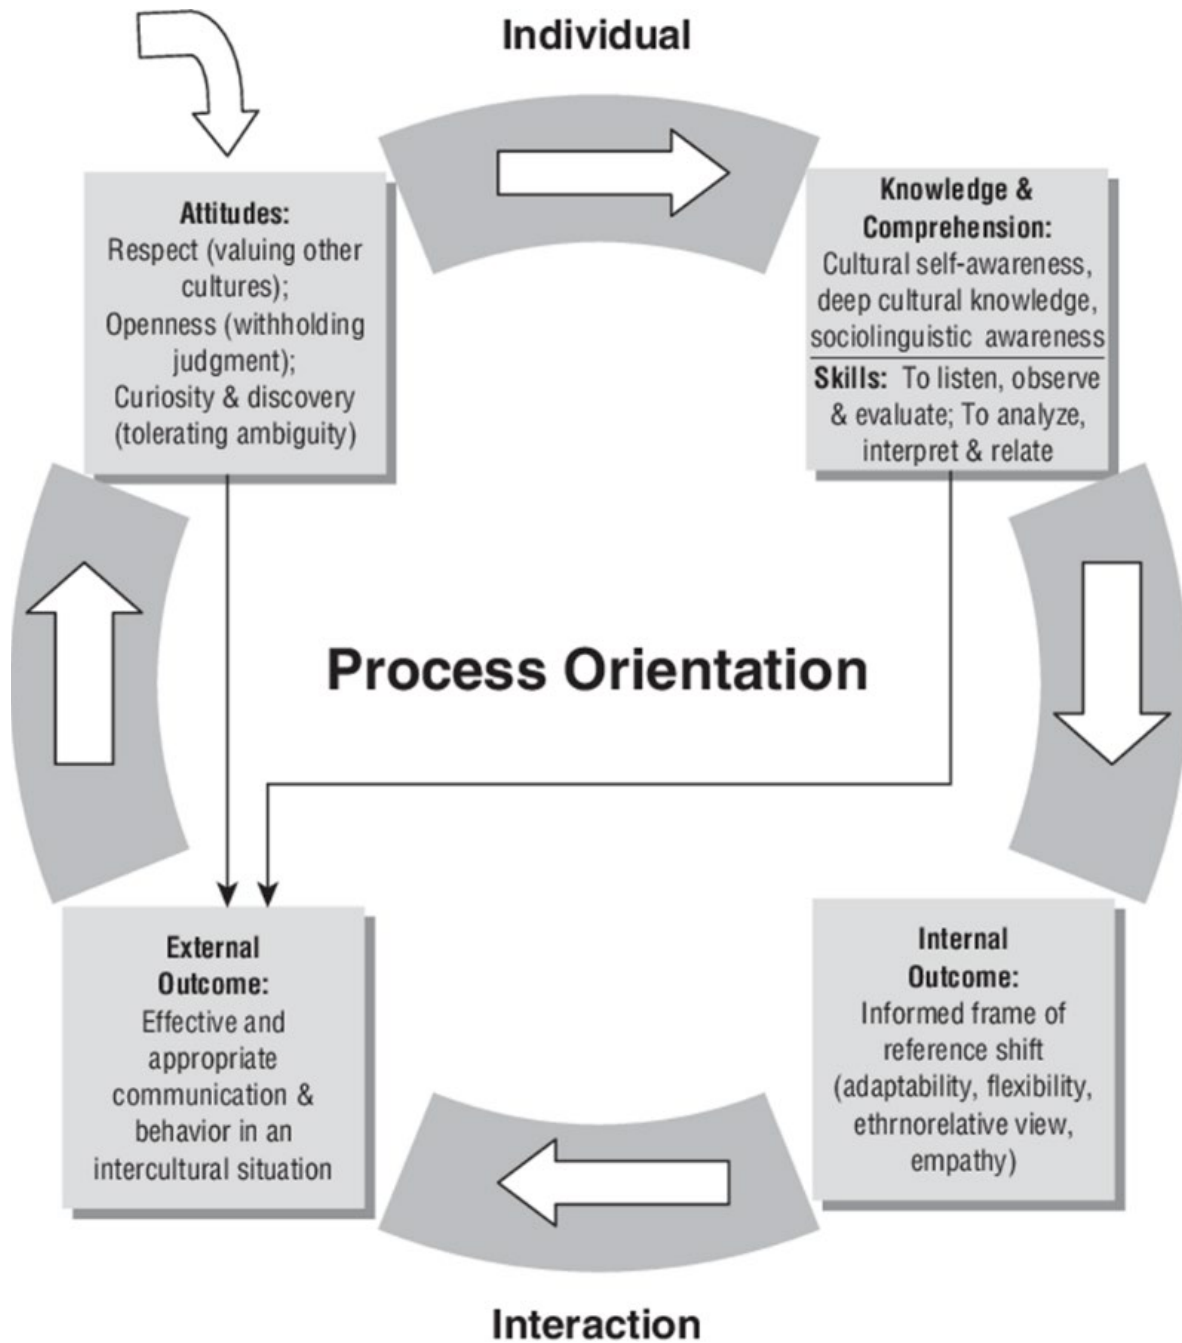 Individual
Attitudes:
Respect (valuing other
cultures);
Openness (withholding
judgment);
Curiosity & discovery
(tolerating ambiguity)
Knowledge &
Comprehension:
Cultural self-awareness,
deep cultural knowledge,
sociolinguistic awareness
Skills: To listen, observe
& evaluate; To analyze,
interpret & relate
Process Orientation
External
Outcome:
Effective and
appropriate
communication &
behavior in an
intercultural situation
Internal
Outcome:
Informed frame of
reference shift
(adaptability, flexibility,
ethrnorelative view,
empathy)
Interaction